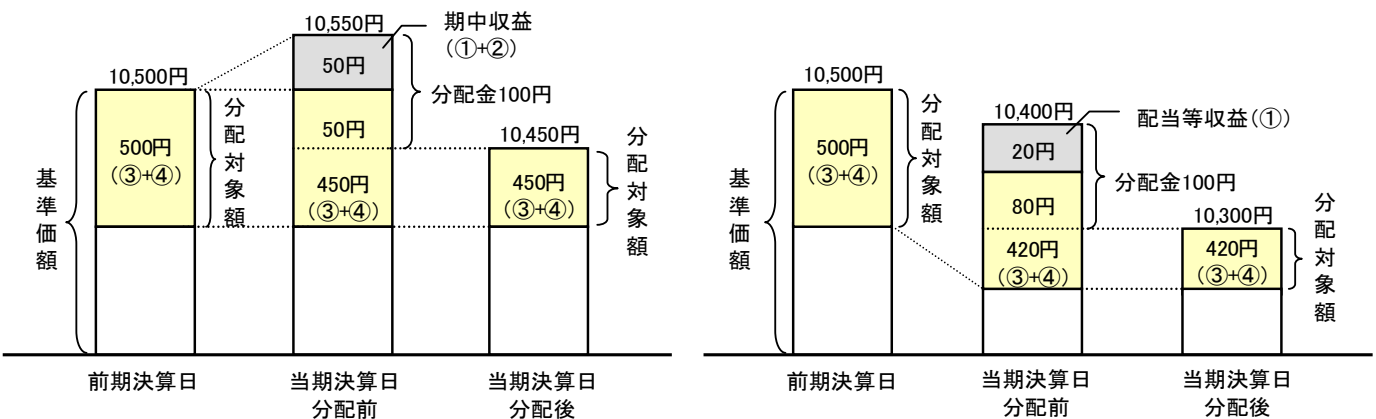 10,550円
期中収益
(①+②)
10,500円
50円
分配金100円
分配対象額
500円
(③+④)
50円
10,450円
分配対象額
450円
(③+④)
450円
(③+④)
基準価額
前期決算日
当期決算日
分配前
当期決算日
分配後
10,500円
10,400円
配当等収益(①)
20円
分配金100円
分配対象額
500円
(③+④)
80円
10,300円
分配対象額
420円
(③+④)
420円
(③+④)
基準価額
前期決算日
当期決算日
分配前
当期決算日
分配後